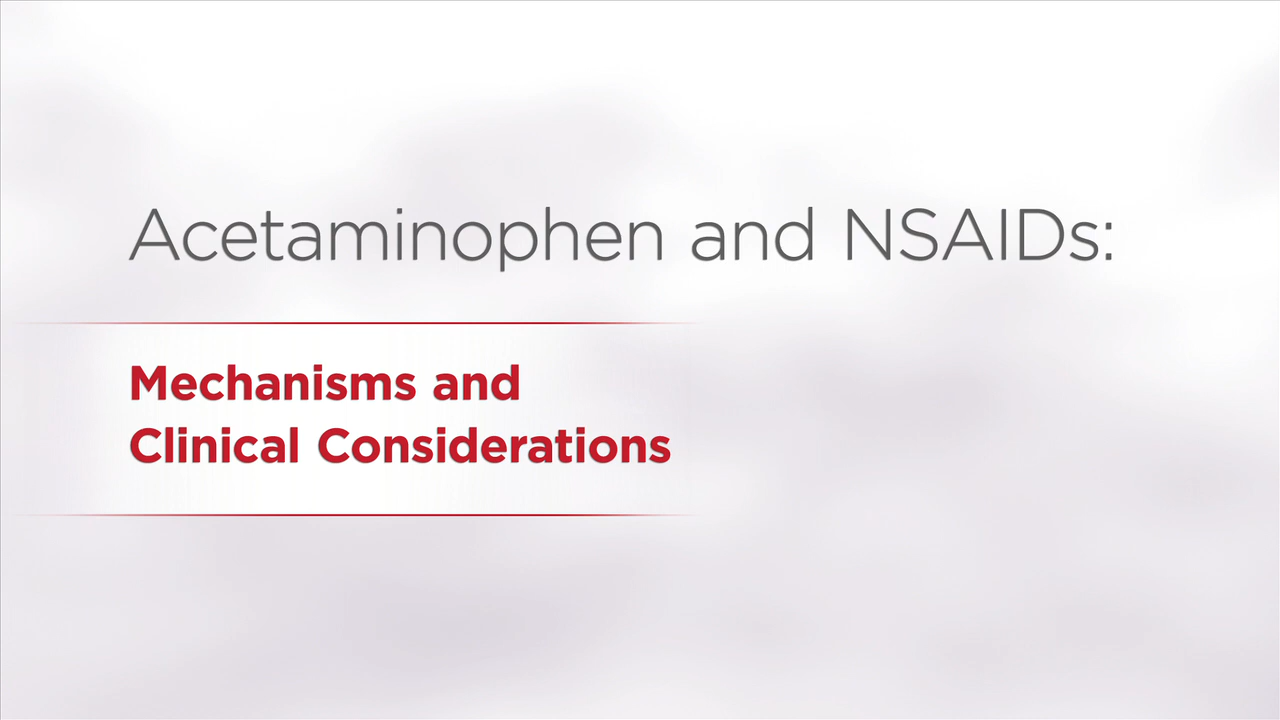 Acetaminophen and NSAIDs:
Mechanisms and
Clinical Considerations